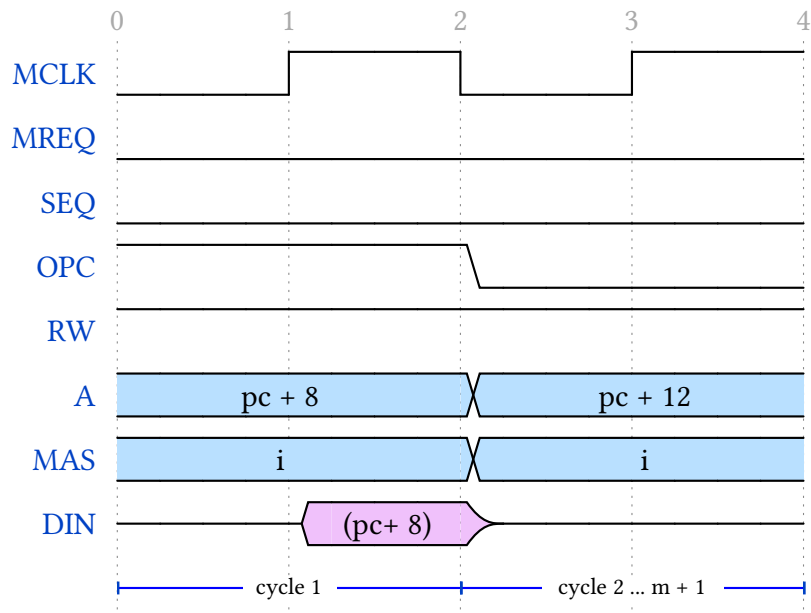 0 1 2 3 4
MCLK
MREQ
SEQ
OPC
RW
A pc + 8 pc + 12
MAS i i
DIN (pc+ 8)
cycle 1 cycle 2 ... m + 1